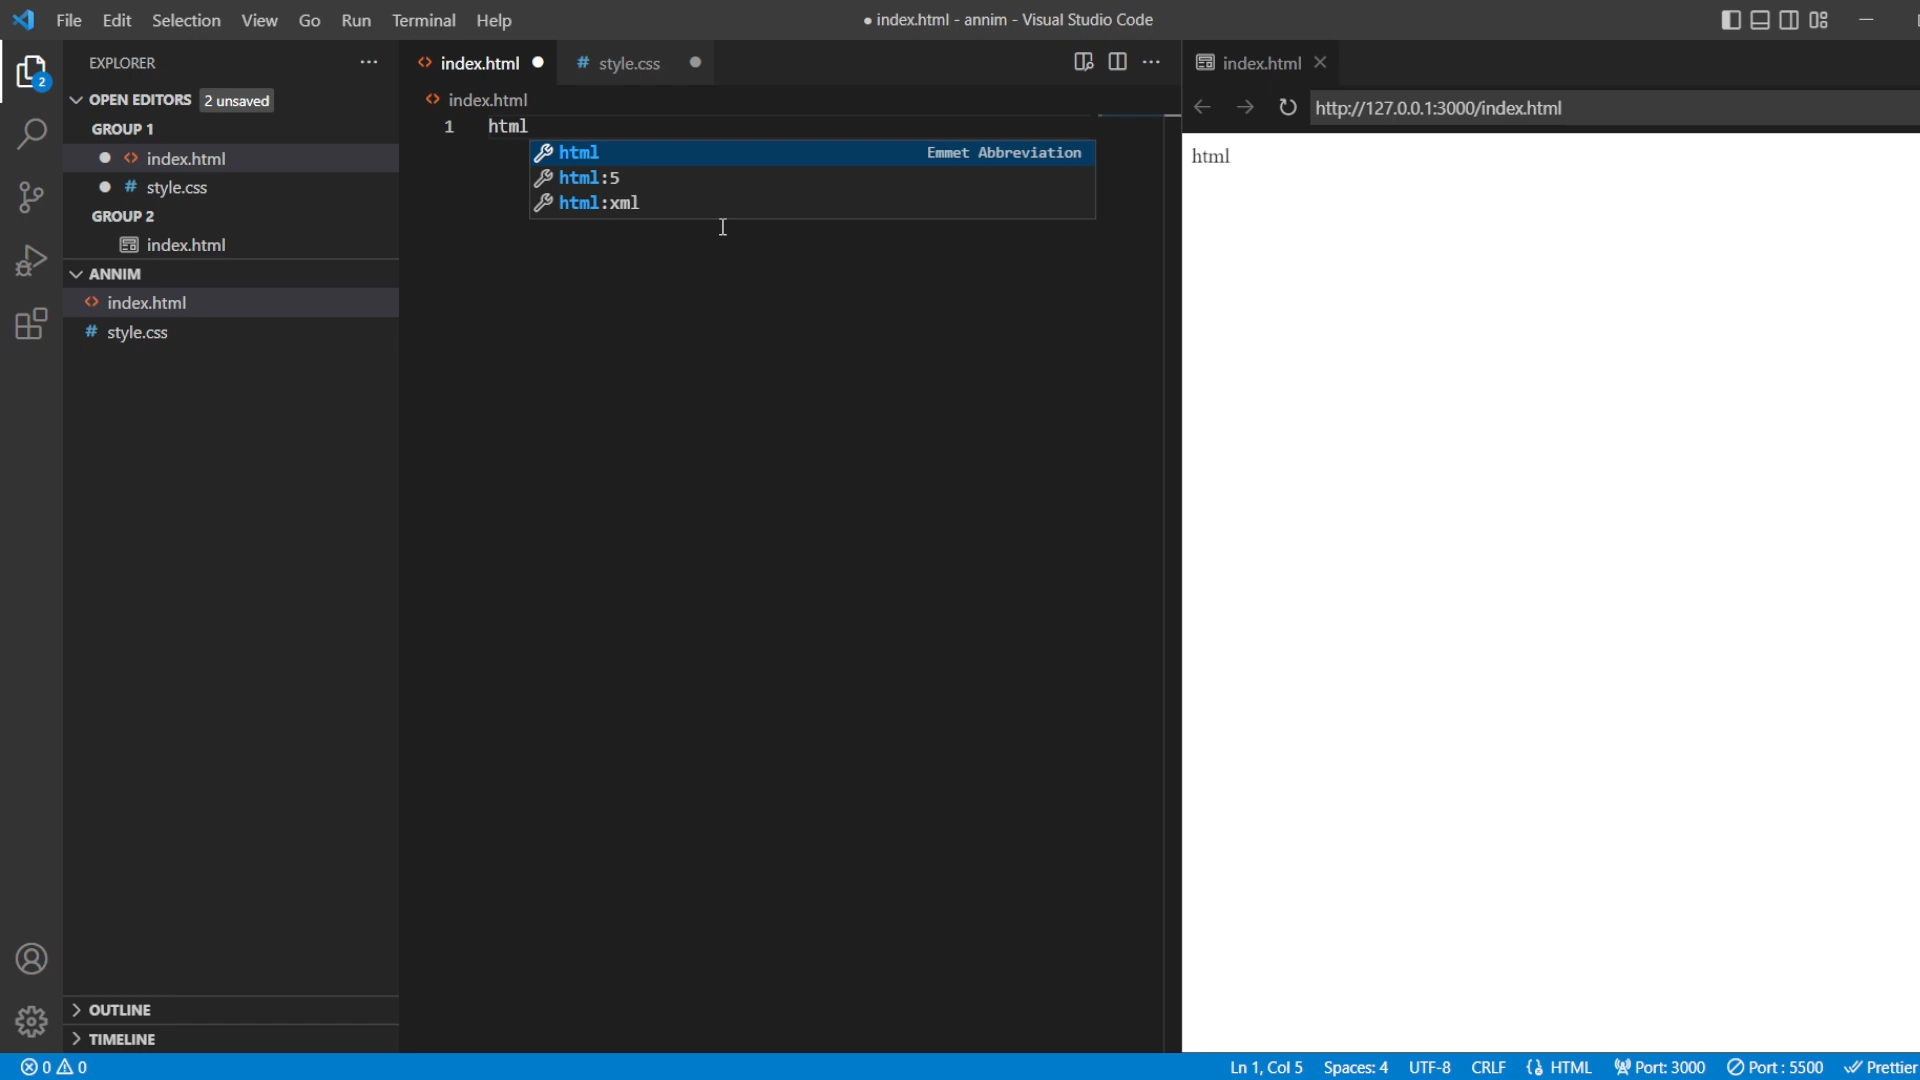 File Edit Selection View Go Run Terminal Help
● index.html - annim - Visual Studio Code
EXPLORER ···
2
OPEN EDITORS 2 unsaved
GROUP 1
index.html
# style.css
GROUP 2
index.html
ANNIM
index.html
# style.css
OUTLINE
TIMELINE
index.html ● # style.css ●
index.html
1 html
html Emmet Abbreviation
html:5
html:xml
index.html
http://127.0.0.1:3000/index.html
html
0 0
Ln 1, Col 5 Spaces: 4 UTF-8 CRLF HTML Port: 3000 Port : 5500 Prettier